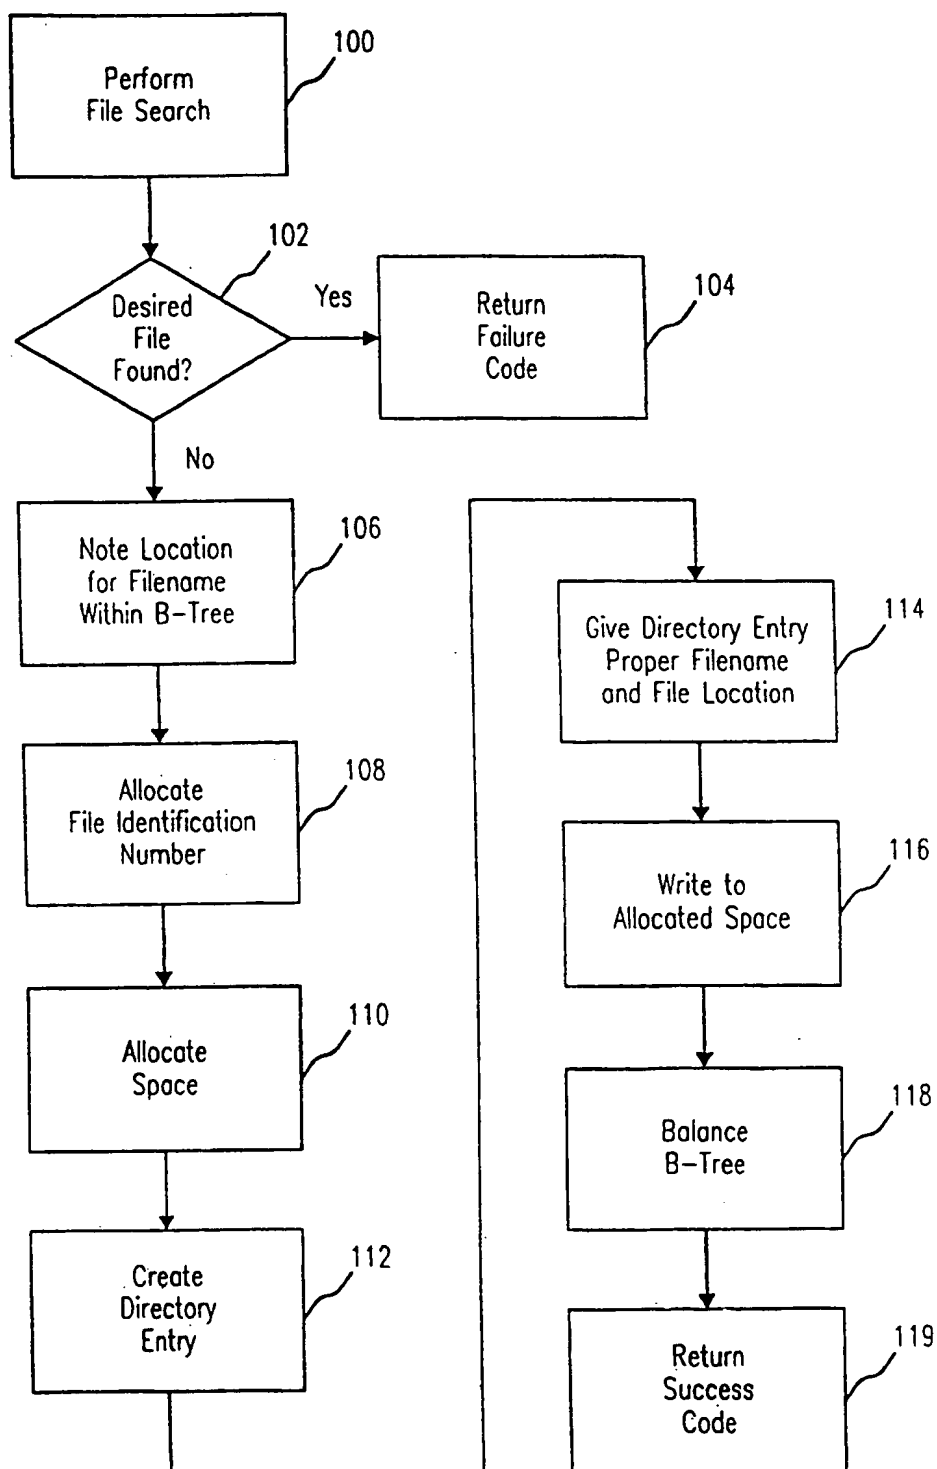 100
Perform
File Search
102
Desired
File
Found?
Yes
104
Return
Failure
Code
No
106
Note Location
for Filename
Within B-Tree
108
Allocate
File Identification
Number
110
Allocate
Space
112
Create
Directory
Entry
114
Give Directory Entry
Proper Filename
and File Location
116
Write to
Allocated Space
118
Balance
B-Tree
119
Return
Success
Code